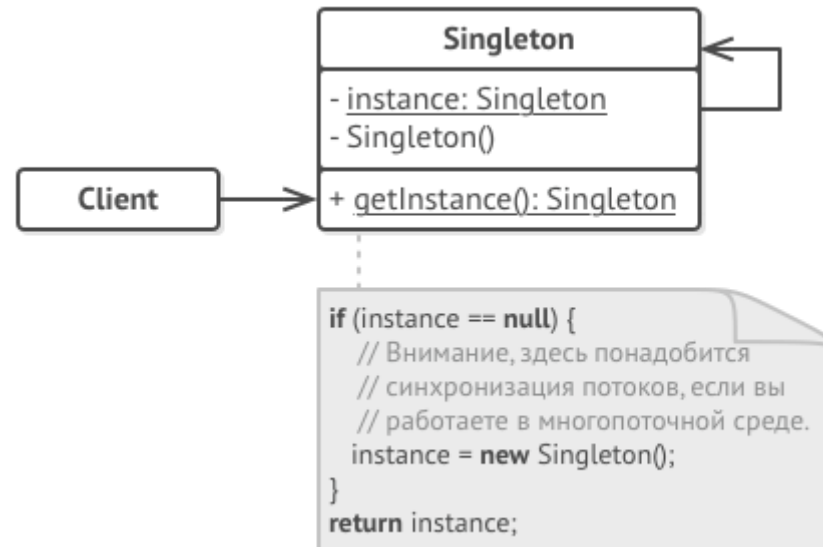 Singleton
- instance: Singleton
- Singleton()
Client
+ getInstance(): Singleton
if (instance == null) {
// Внимание, здесь понадобится
// синхронизация потоков, если вы
// работаете в многопоточной среде.
instance = new Singleton();
}
return instance;